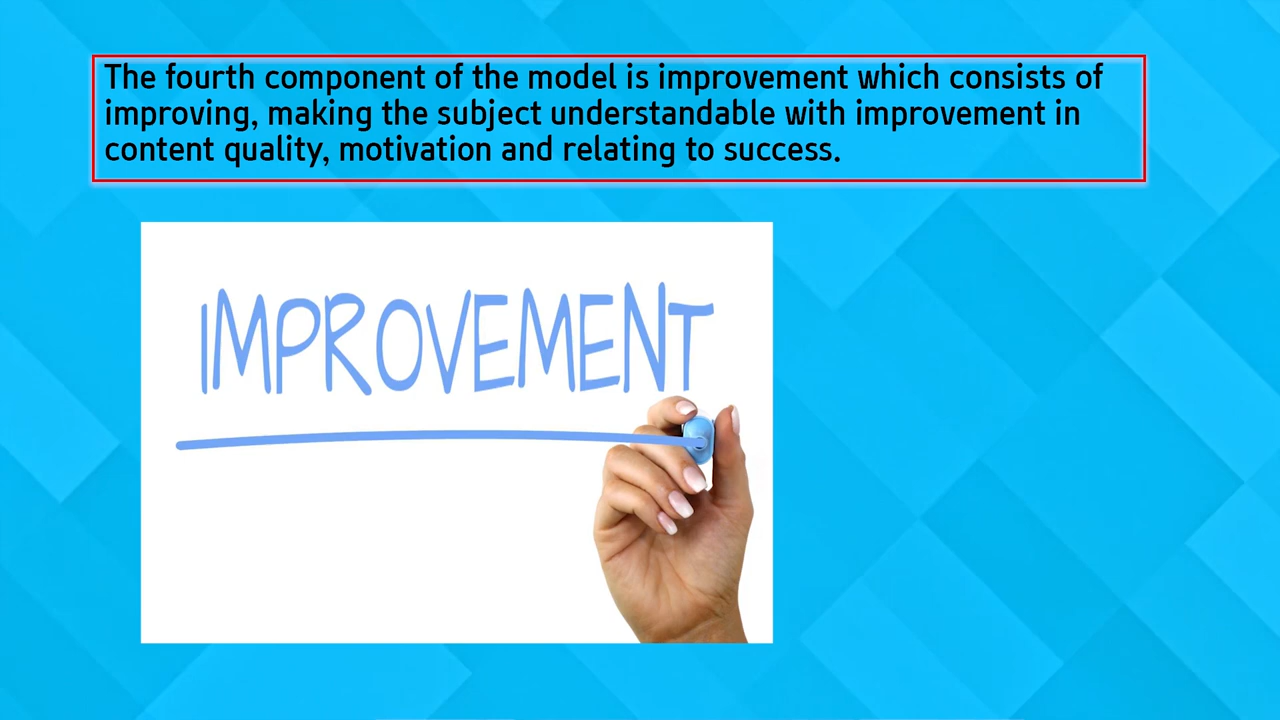 The fourth component of the model is improvement which consists of
improving, making the subject understandable with improvement in
content quality, motivation and relating to success.
IMPROVEMENT